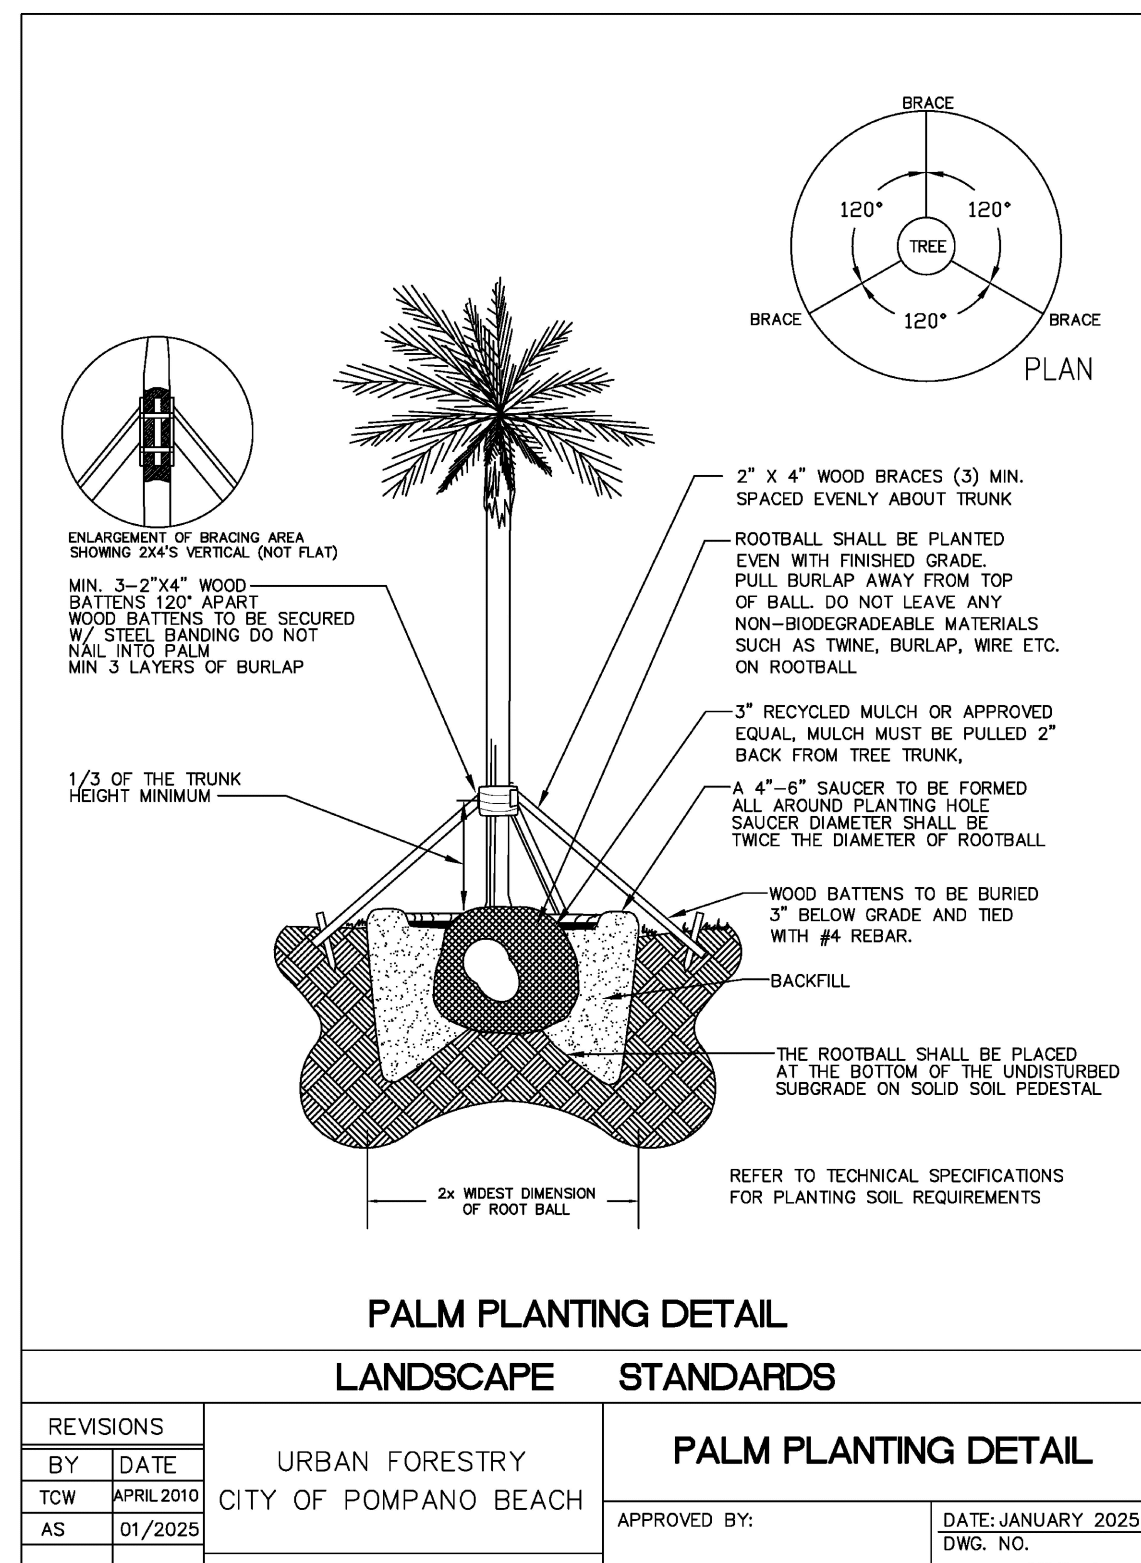 BRACE
120°
120°
TREE
BRACE
120°
BRACE
PLAN
ENLARGEMENT OF BRACING AREA
SHOWING 2X4'S VERTICAL (NOT FLAT)
MIN. 3-2"X4" WOOD
BATTENS 120° APART
WOOD BATTENS TO BE SECURED
W/ STEEL BANDING DO NOT
NAIL INTO PALM
MIN 3 LAYERS OF BURLAP
1/3 OF THE TRUNK
HEIGHT MINIMUM
2" X 4" WOOD BRACES (3) MIN.
SPACED EVENLY ABOUT TRUNK
ROOTBALL SHALL BE PLANTED
EVEN WITH FINISHED GRADE.
PULL BURLAP AWAY FROM TOP
OF BALL. DO NOT LEAVE ANY
NON-BIODEGRADEABLE MATERIALS
SUCH AS TWINE, BURLAP, WIRE ETC.
ON ROOTBALL
3" RECYCLED MULCH OR APPROVED
EQUAL, MULCH MUST BE PULLED 2"
BACK FROM TREE TRUNK,
A 4"-6" SAUCER TO BE FORMED
ALL AROUND PLANTING HOLE
SAUCER DIAMETER SHALL BE
TWICE THE DIAMETER OF ROOTBALL
WOOD BATTENS TO BE BURIED
3" BELOW GRADE AND TIED
WITH #4 REBAR.
BACKFILL
THE ROOTBALL SHALL BE PLACED
AT THE BOTTOM OF THE UNDISTURBED
SUBGRADE ON SOLID SOIL PEDESTAL
REFER TO TECHNICAL SPECIFICATIONS
FOR PLANTING SOIL REQUIREMENTS
2x WIDEST DIMENSION
OF ROOT BALL
PALM PLANTING DETAIL
LANDSCAPE STANDARDS
REVISIONS
BY DATE
TCW APRIL 2010
AS 01/2025
URBAN FORESTRY
CITY OF POMPANO BEACH
PALM PLANTING DETAIL
APPROVED BY:
DATE: JANUARY 2025
DWG. NO.